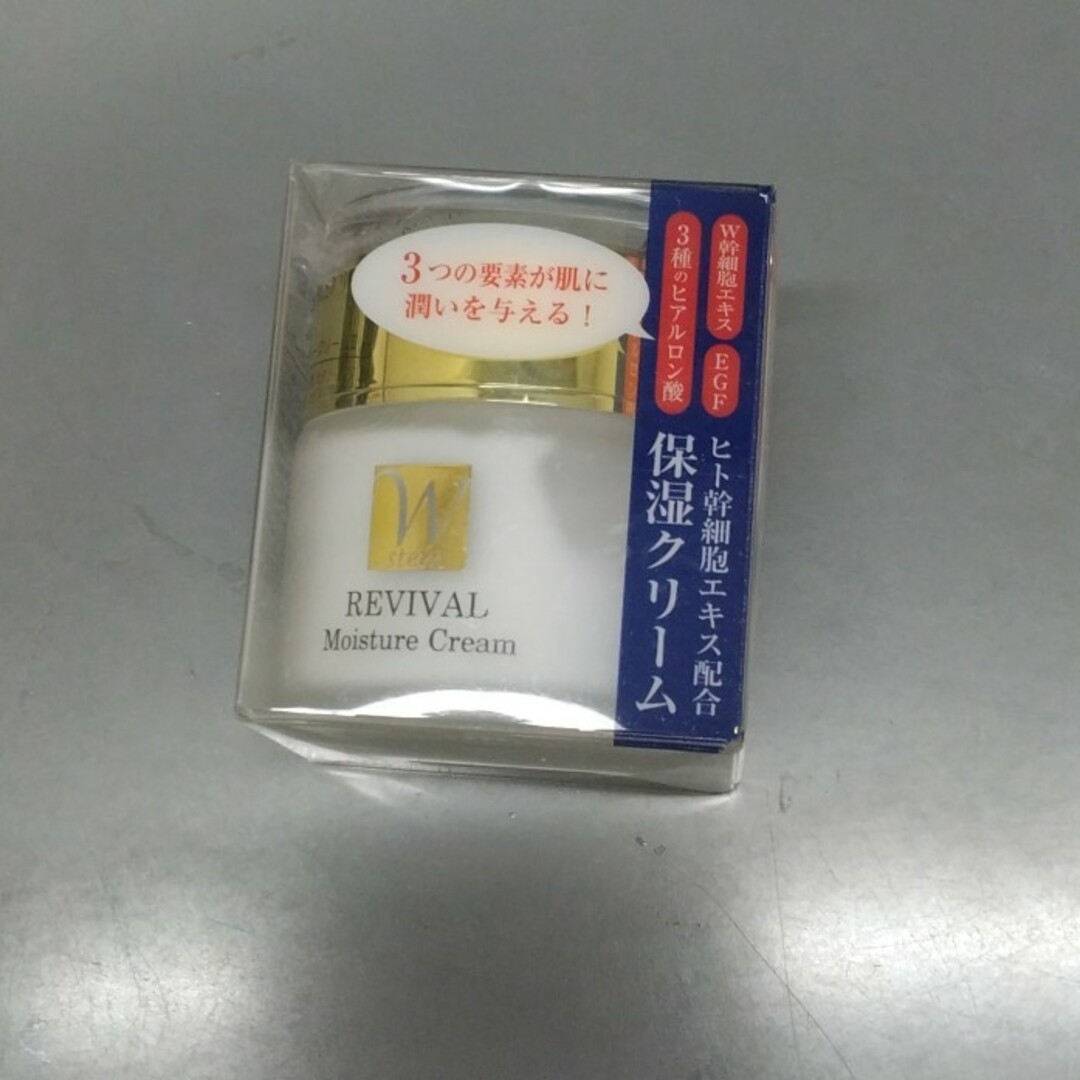 3つの要素が肌に
潤いを与える!
W幹細胞エキス
EGF
3種のヒアルロン酸
ヒト幹細胞エキス配合
保湿クリーム
W
stem
REVIVAL
Moisture Cream